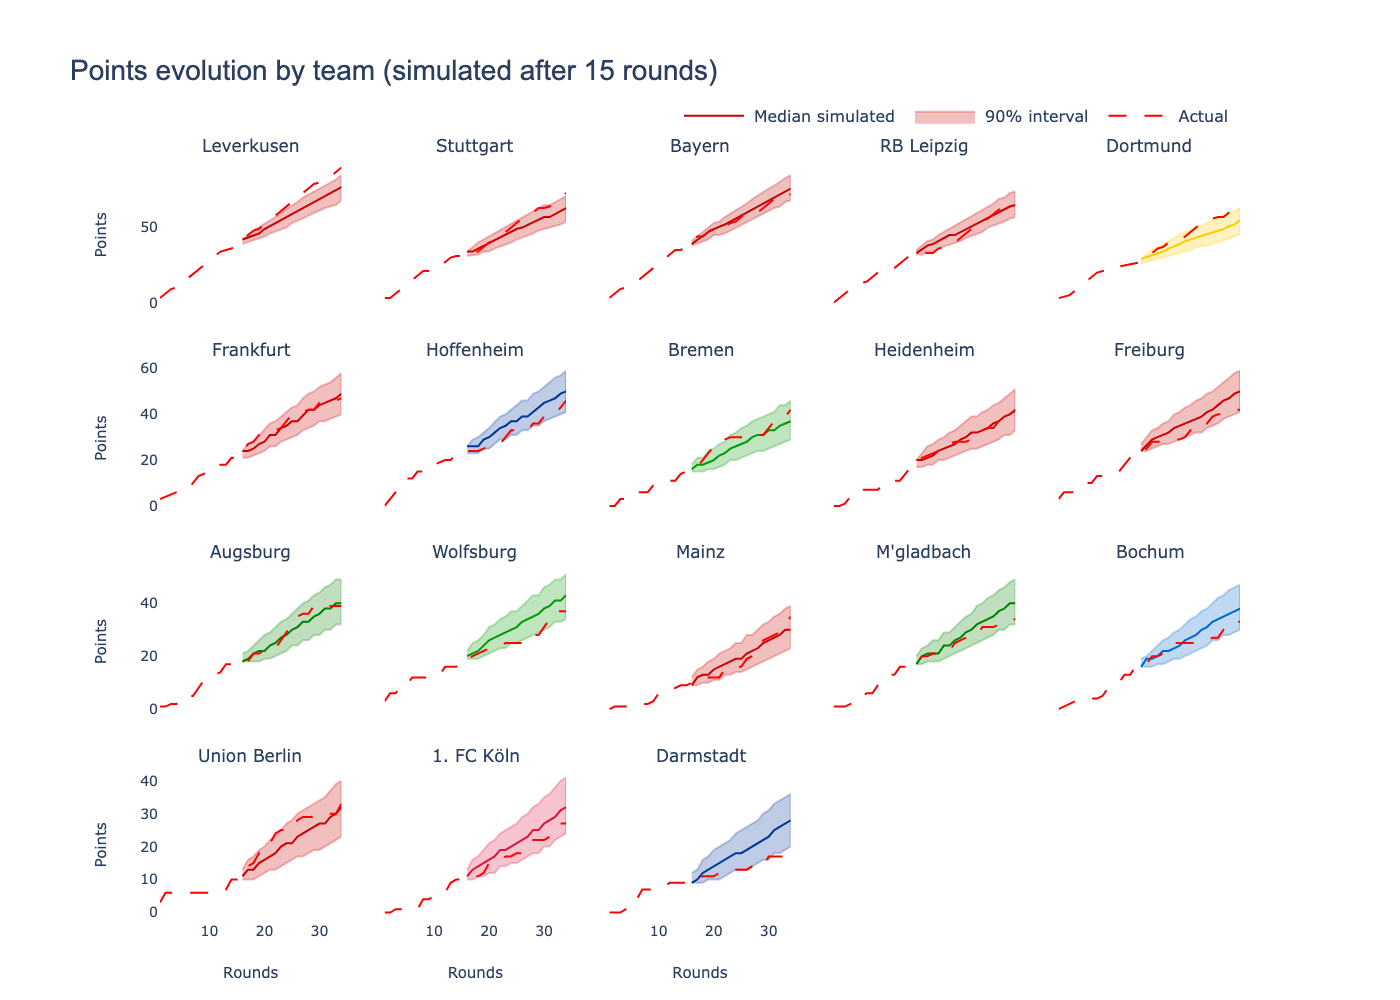 Points evolution by team (simulated after 15 rounds)
Median simulated 90% interval Actual
Leverkusen Stuttgart Bayern RB Leipzig Dortmund
Points
50
0
Frankfurt Hoffenheim Bremen Heidenheim Freiburg
Points
60
40
20
0
Augsburg Wolfsburg Mainz M'gladbach Bochum
Points
40
20
0
Union Berlin 1. FC Köln Darmstadt
Points
40
30
20
10
0
10 20 30 10 20 30 10 20 30
Rounds Rounds Rounds